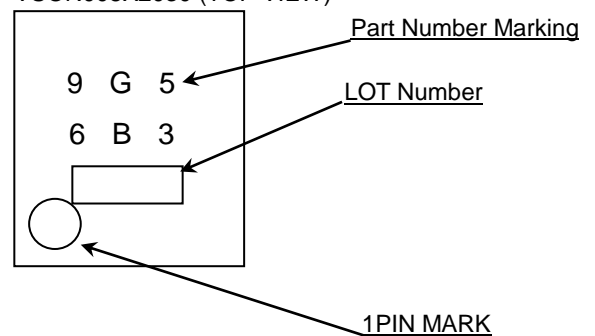 Part Number Marking
9 G 5
LOT Number
6 B 3
1PIN MARK